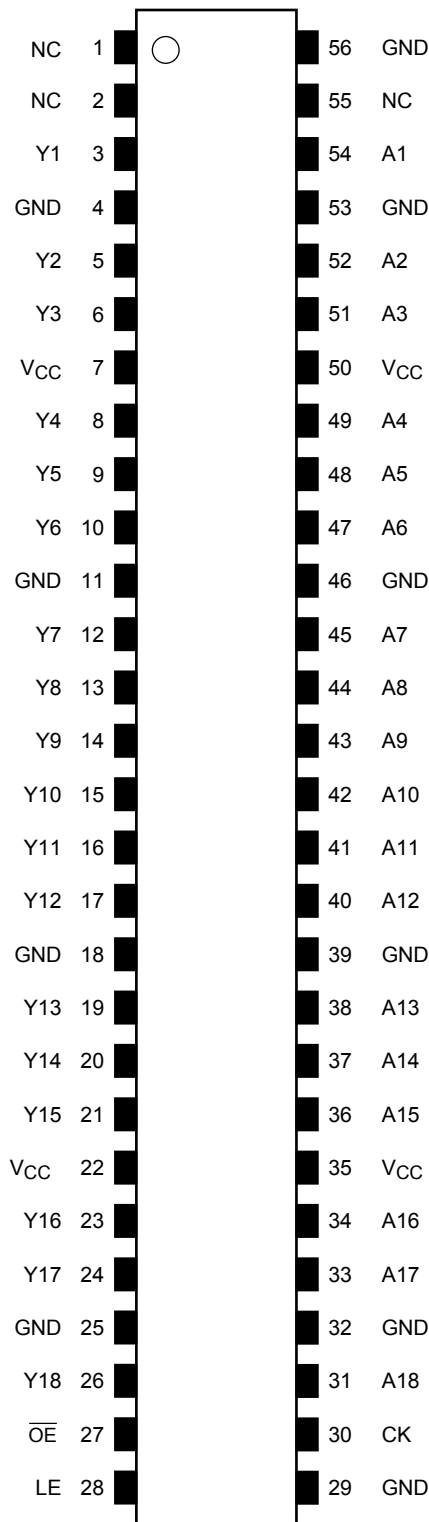 NC 1 56 GND
NC 2 55 NC
Y1 3 54 A1
GND 4 53 GND
Y2 5 52 A2
Y3 6 51 A3
VCC 7 50 VCC
Y4 8 49 A4
Y5 9 48 A5
Y6 10 47 A6
GND 11 46 GND
Y7 12 45 A7
Y8 13 44 A8
Y9 14 43 A9
Y10 15 42 A10
Y11 16 41 A11
Y12 17 40 A12
GND 18 39 GND
Y13 19 38 A13
Y14 20 37 A14
Y15 21 36 A15
VCC 22 35 VCC
Y16 23 34 A16
Y17 24 33 A17
GND 25 32 GND
Y18 26 31 A18
O̅E̅ 27 30 CK
LE 28 29 GND